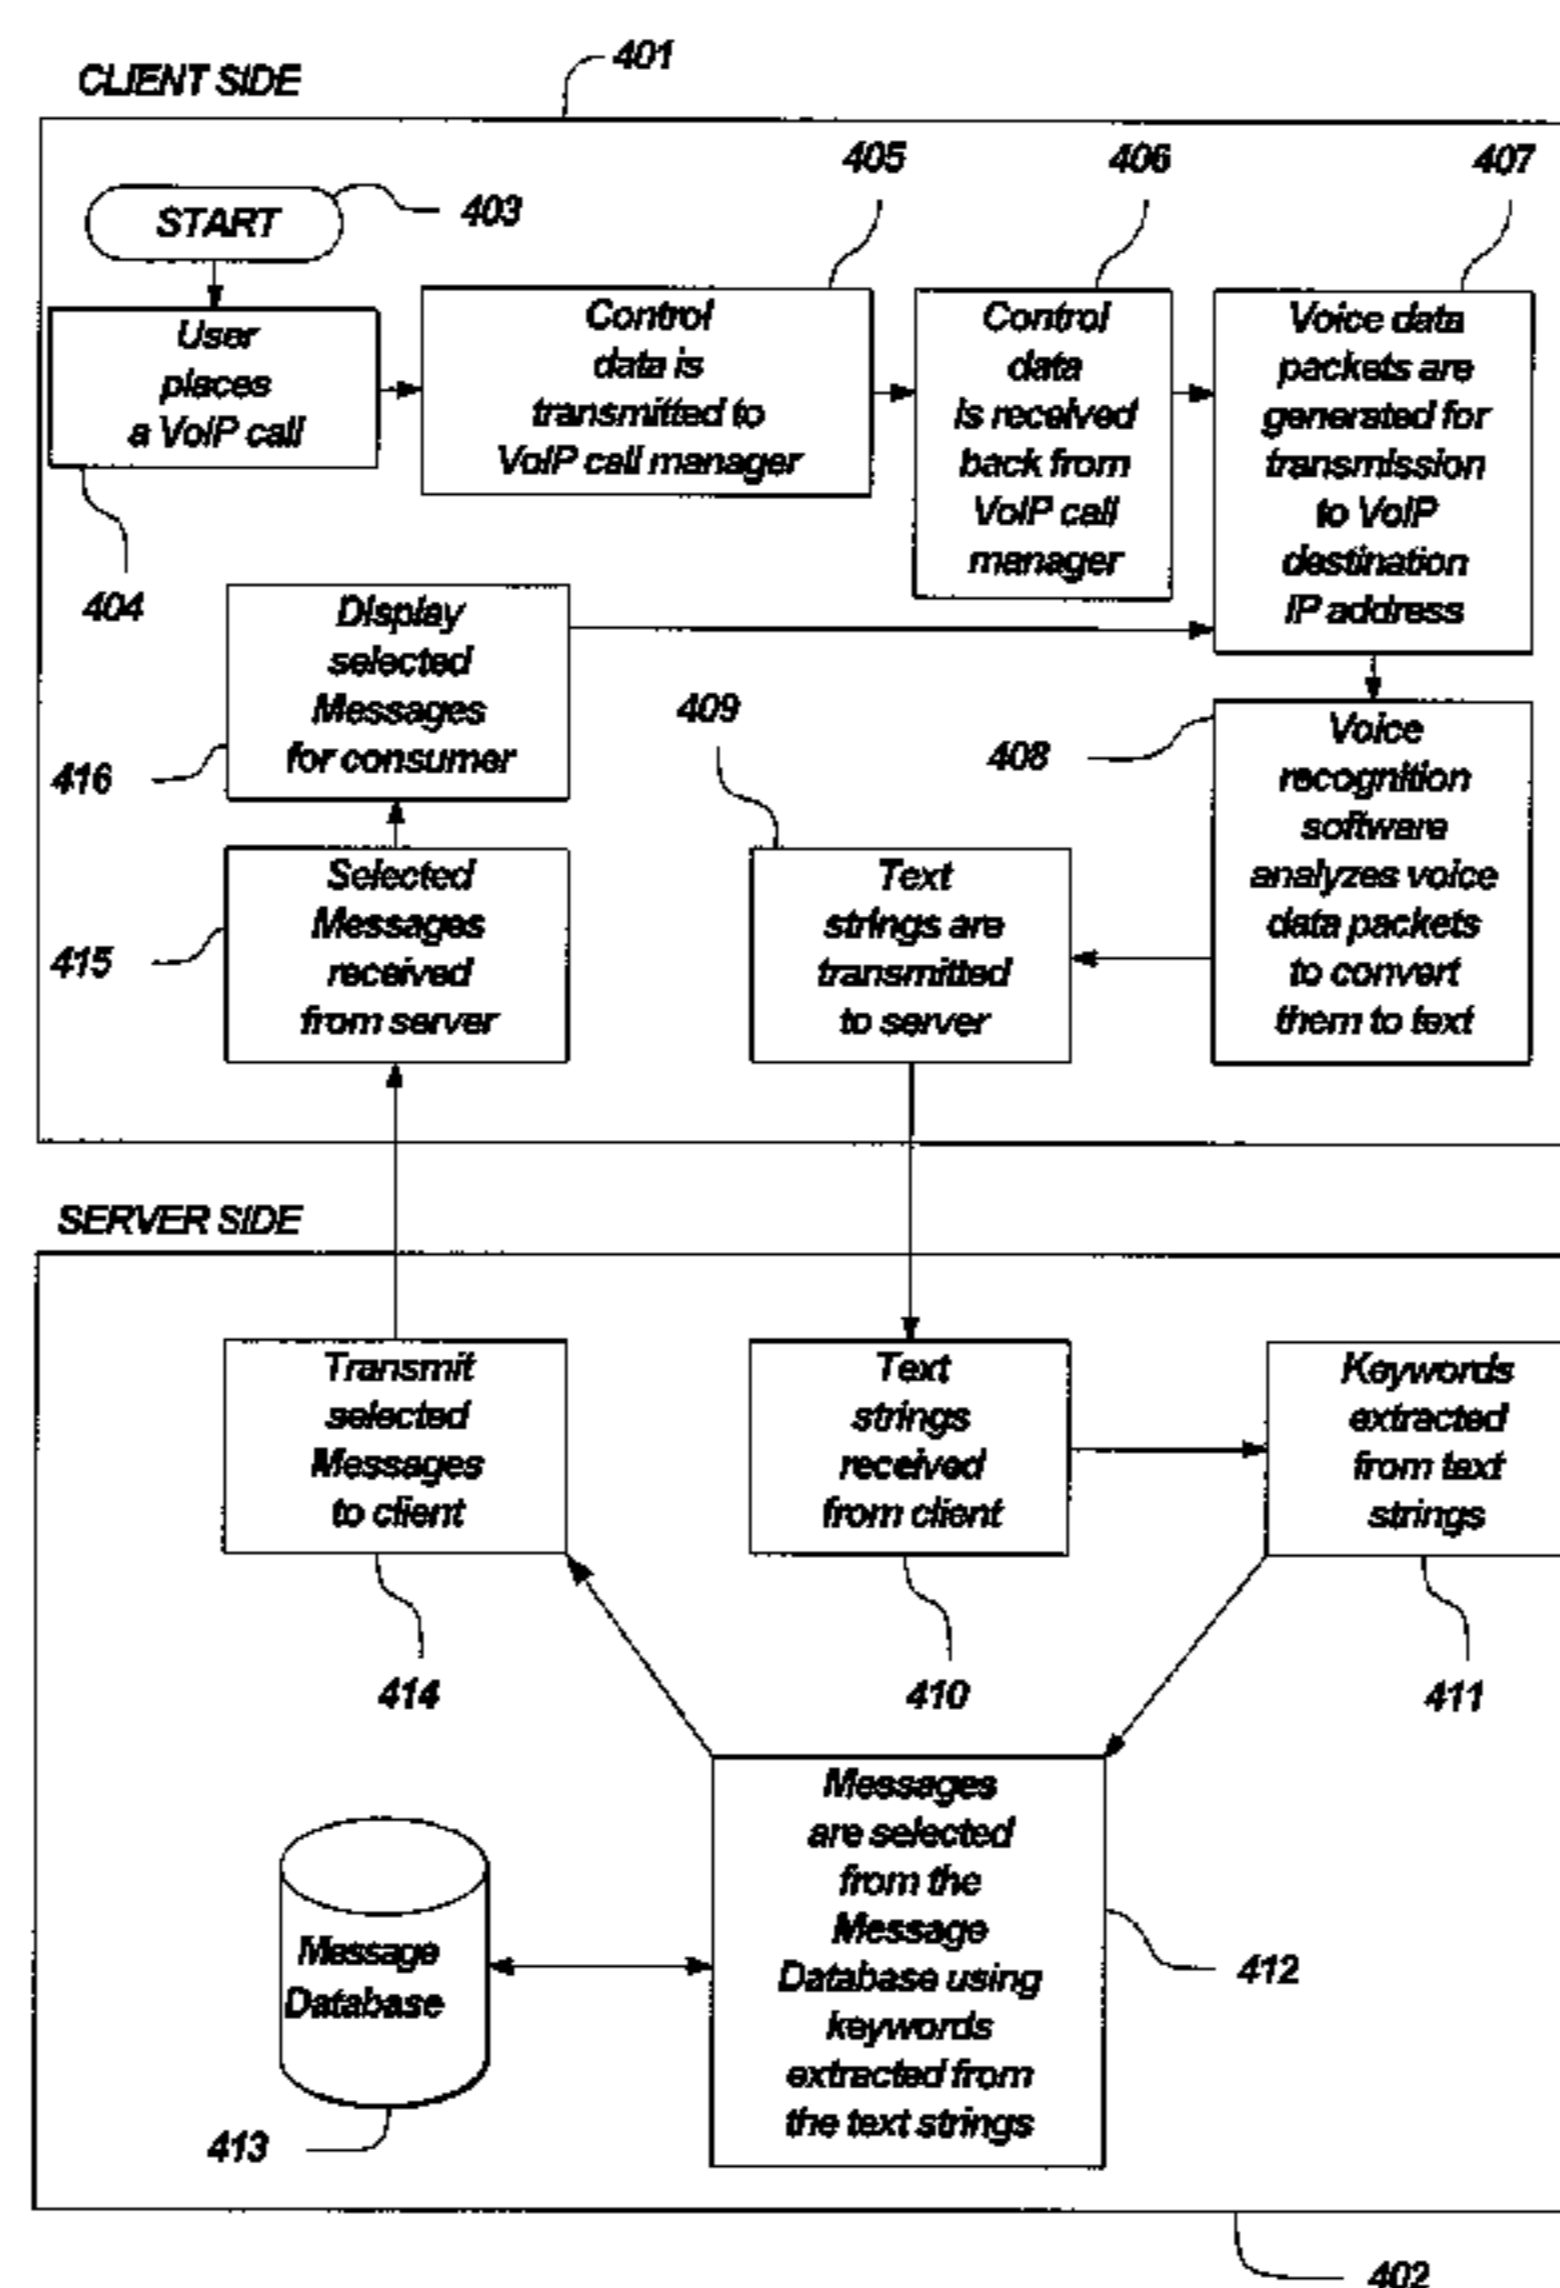 401
CLIENT SIDE
405
406
407
START
403
User
places
a VoIP call
404
Control
data is
transmitted to
VoIP call manager
Control
data
is received
back from
VoIP call
manager
Voice data
packets are
generated for
transmission
to VoIP
destination
IP address
Display
selected
Messages
for consumer
416
409
408
Voice
recognition
software
analyzes voice
data packets
to convert
them to text
Selected
Messages
received
from server
415
Text
strings are
transmitted
to server
SERVER SIDE
Transmit
selected
Messages
to client
414
Text
strings
received
from client
410
Keywords
extracted
from text
strings
411
Messages
are selected
from the
Message
Database using
keywords
extracted from
the text strings
412
Message
Database
413
402